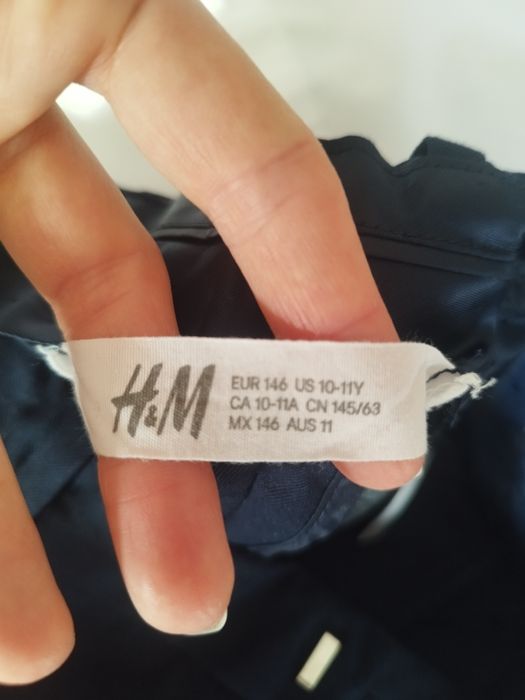 H&M
EUR 146 US 10-11Y
CA 10-11A CN 145/63
MX 146 AUS 11